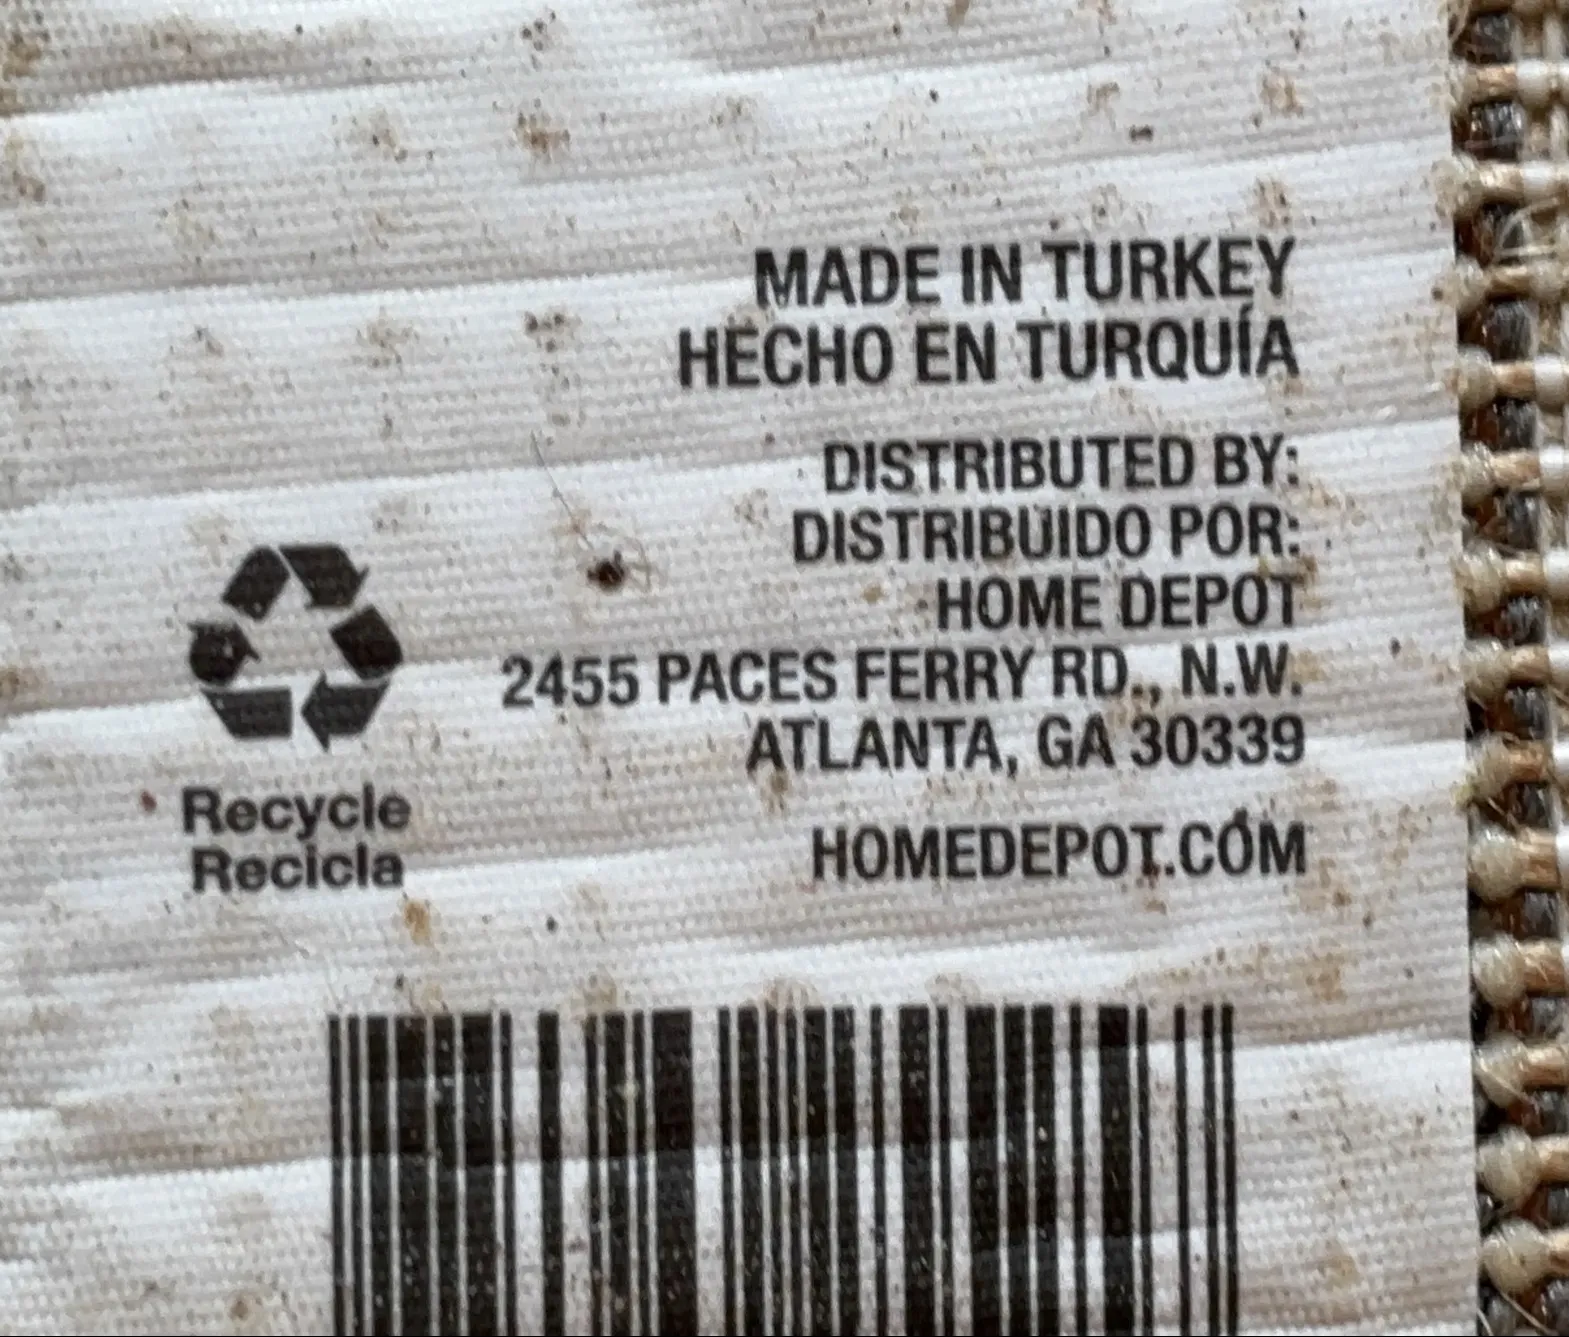 MADE IN TURKEY
HECHO EN TURQUÍA
DISTRIBUTED BY:
DISTRIBUIDO POR:
HOME DEPOT
2455 PACES FERRY RD., N.W.
ATLANTA, GA 30339
HOMEDEPOT.COM
Recycle
Recicla